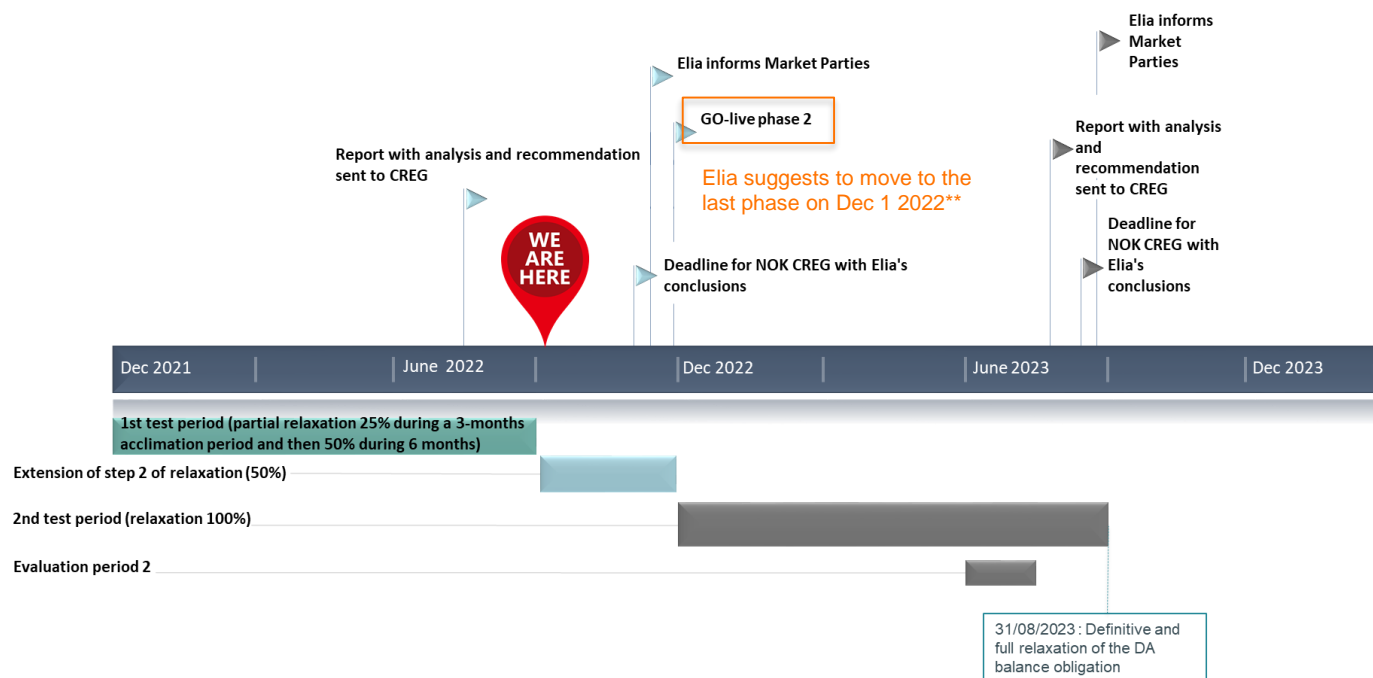 Elia informs
Market
Parties
Elia informs Market Parties
GO-live phase 2
Report with analysis and recommendation
sent to CREG
Report with analysis
and
recommendation
sent to CREG
Elia suggests to move to the
last phase on Dec 1 2022**
WE
ARE
HERE
Deadline for NOK CREG with Elia's
conclusions
Deadline for
NOK CREG with
Elia's
conclusions
Dec 2021
June 2022
Dec 2022
June 2023
Dec 2023
1st test period (partial relaxation 25% during a 3-months
acclimation period and then 50% during 6 months)
Extension of step 2 of relaxation (50%)
2nd test period (relaxation 100%)
Evaluation period 2
31/08/2023 : Definitive and
full relaxation of the DA
balance obligation